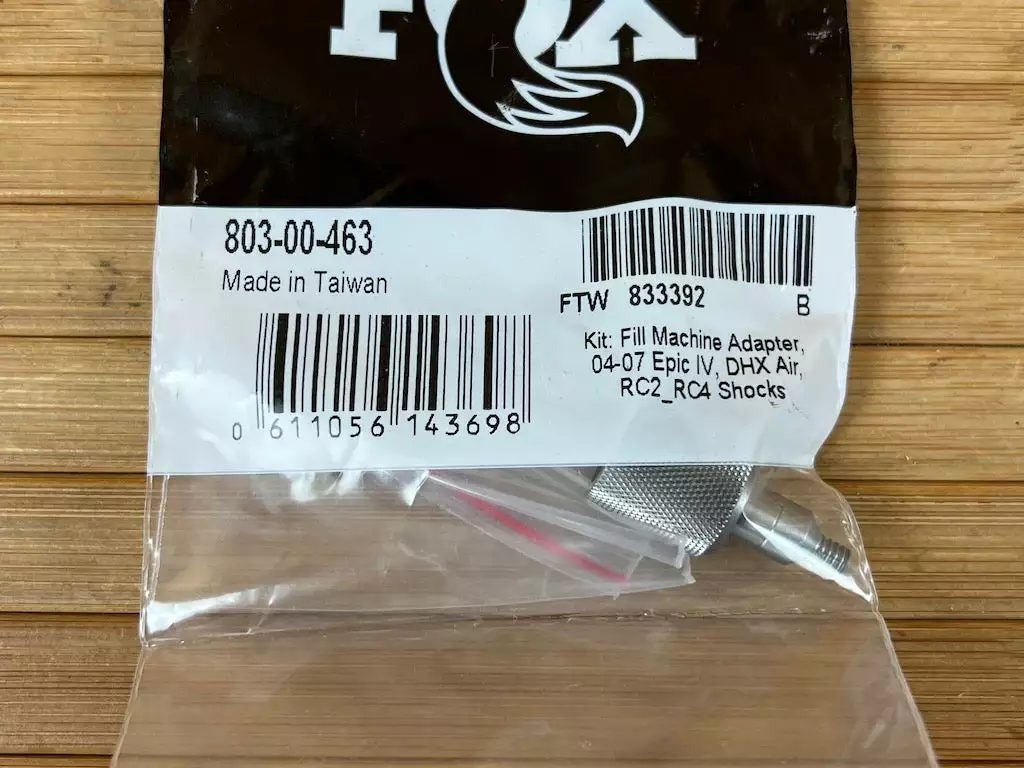 FOX
803-00-463
Made in Taiwan
0 611056 143698
FTW 833392 B
Kit: Fill Machine Adapter,
04-07 Epic IV, DHX Air,
RC2_RC4 Shocks